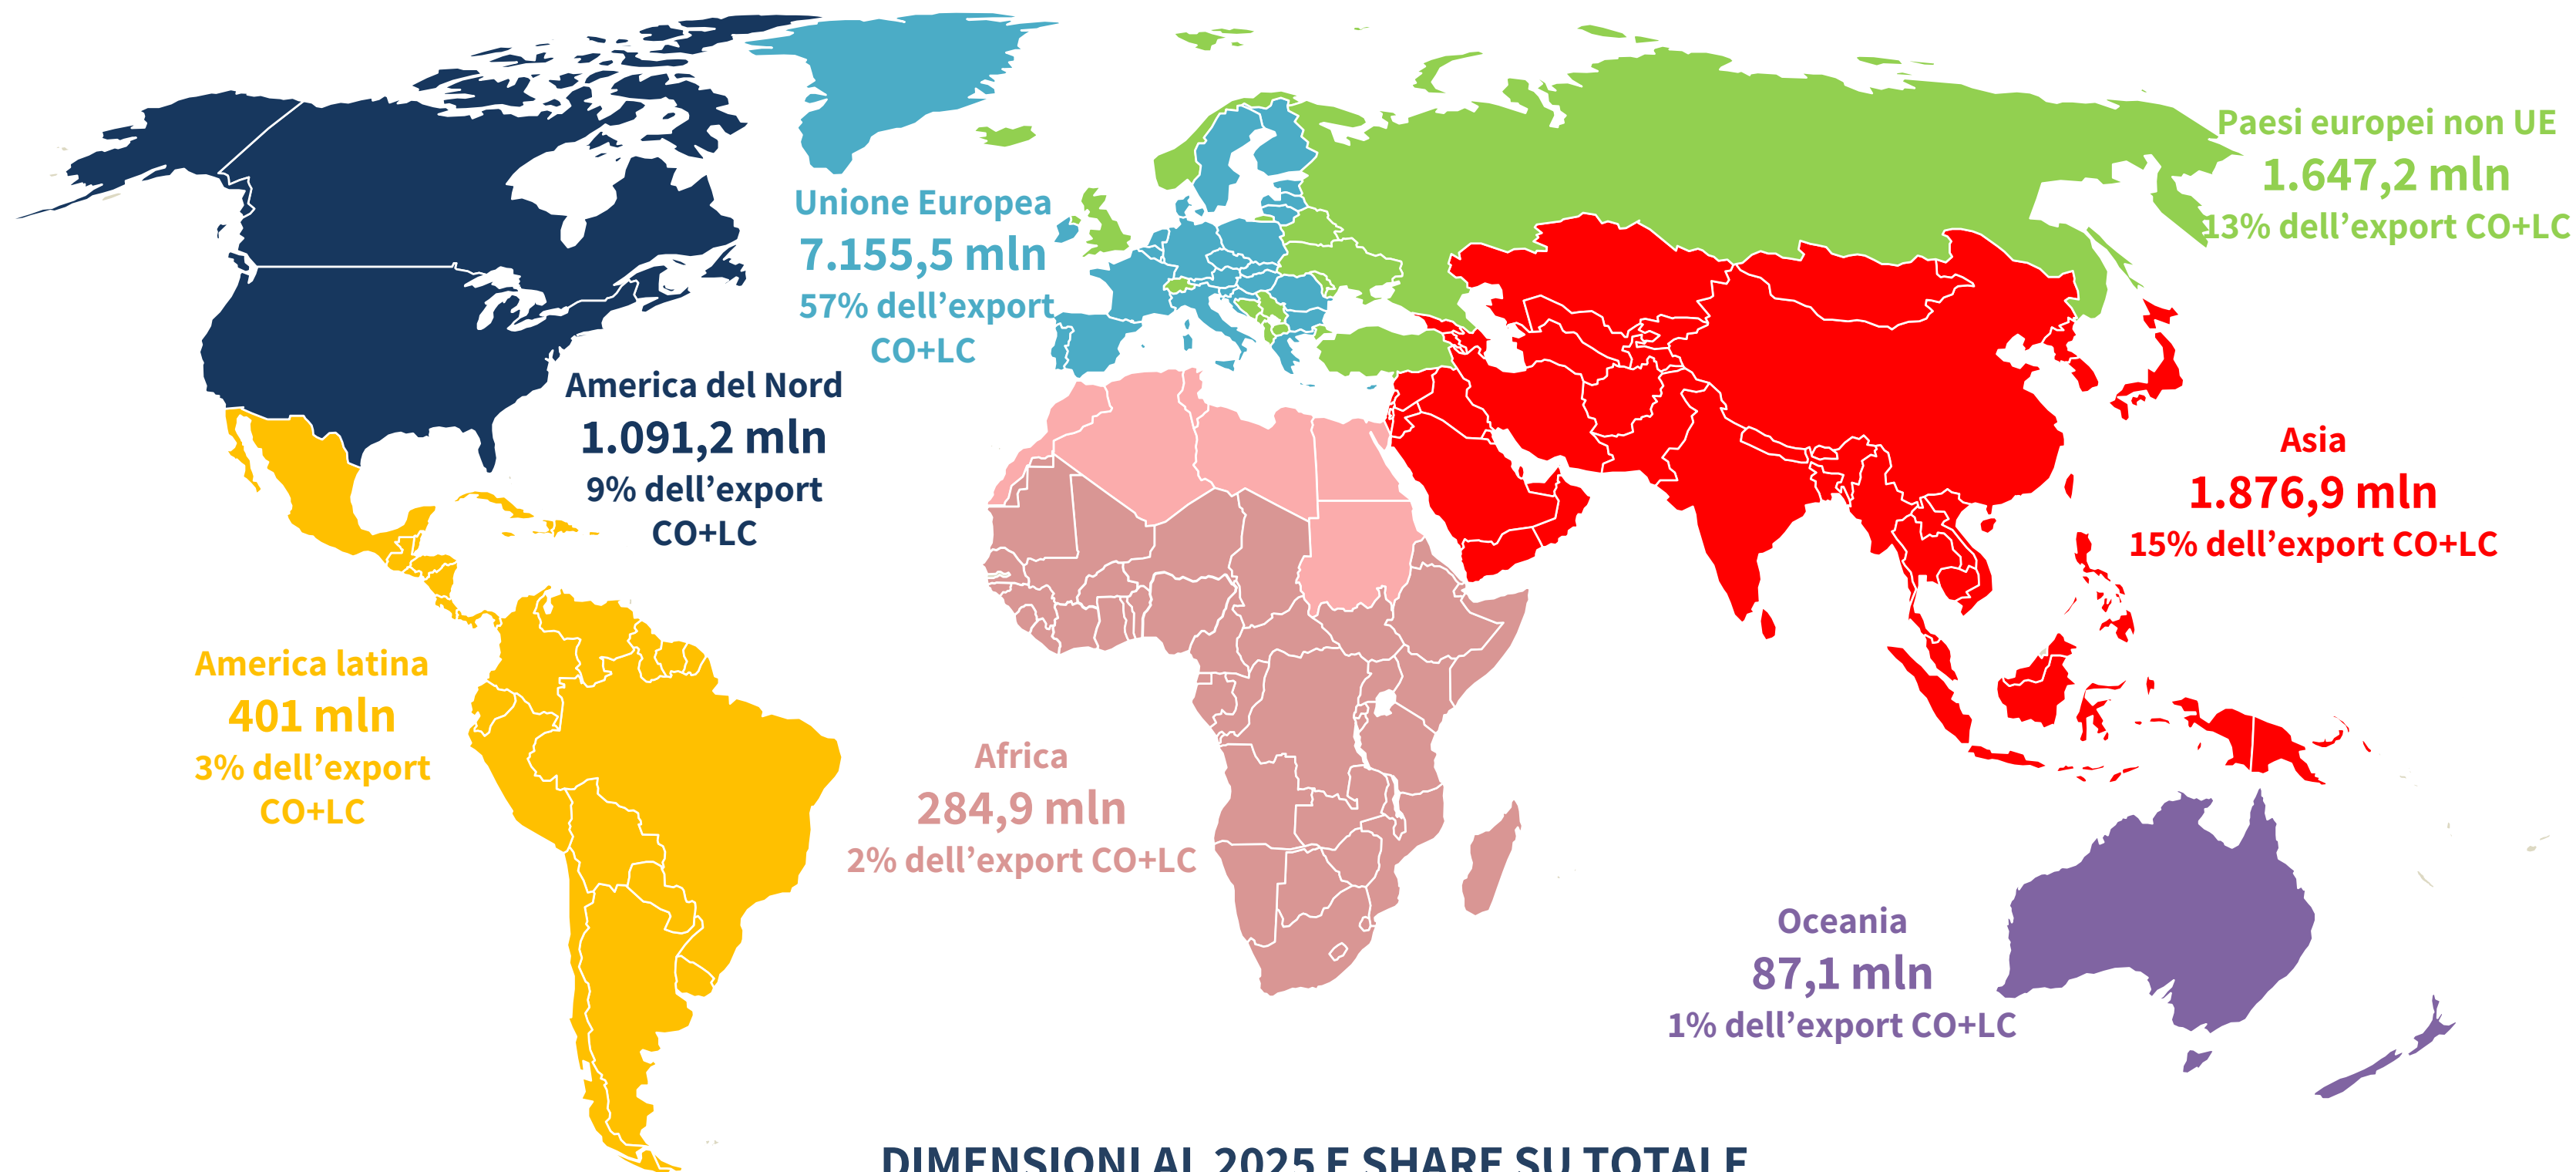 Paesi europei non UE
1.647,2 mln
13% dell'export CO+LC
Unione Europea
7.155,5 mln
57% dell'export
CO+LC
America del Nord
1.091,2 mln
9% dell'export
CO+LC
Asia
1.876,9 mln
15% dell'export CO+LC
America latina
401 mln
3% dell'export
CO+LC
Africa
284,9 mln
2% dell'export CO+LC
Oceania
87,1 mln
1% dell'export CO+LC
DIMENSIONI AL 2025 E SHARE SU TOTALE